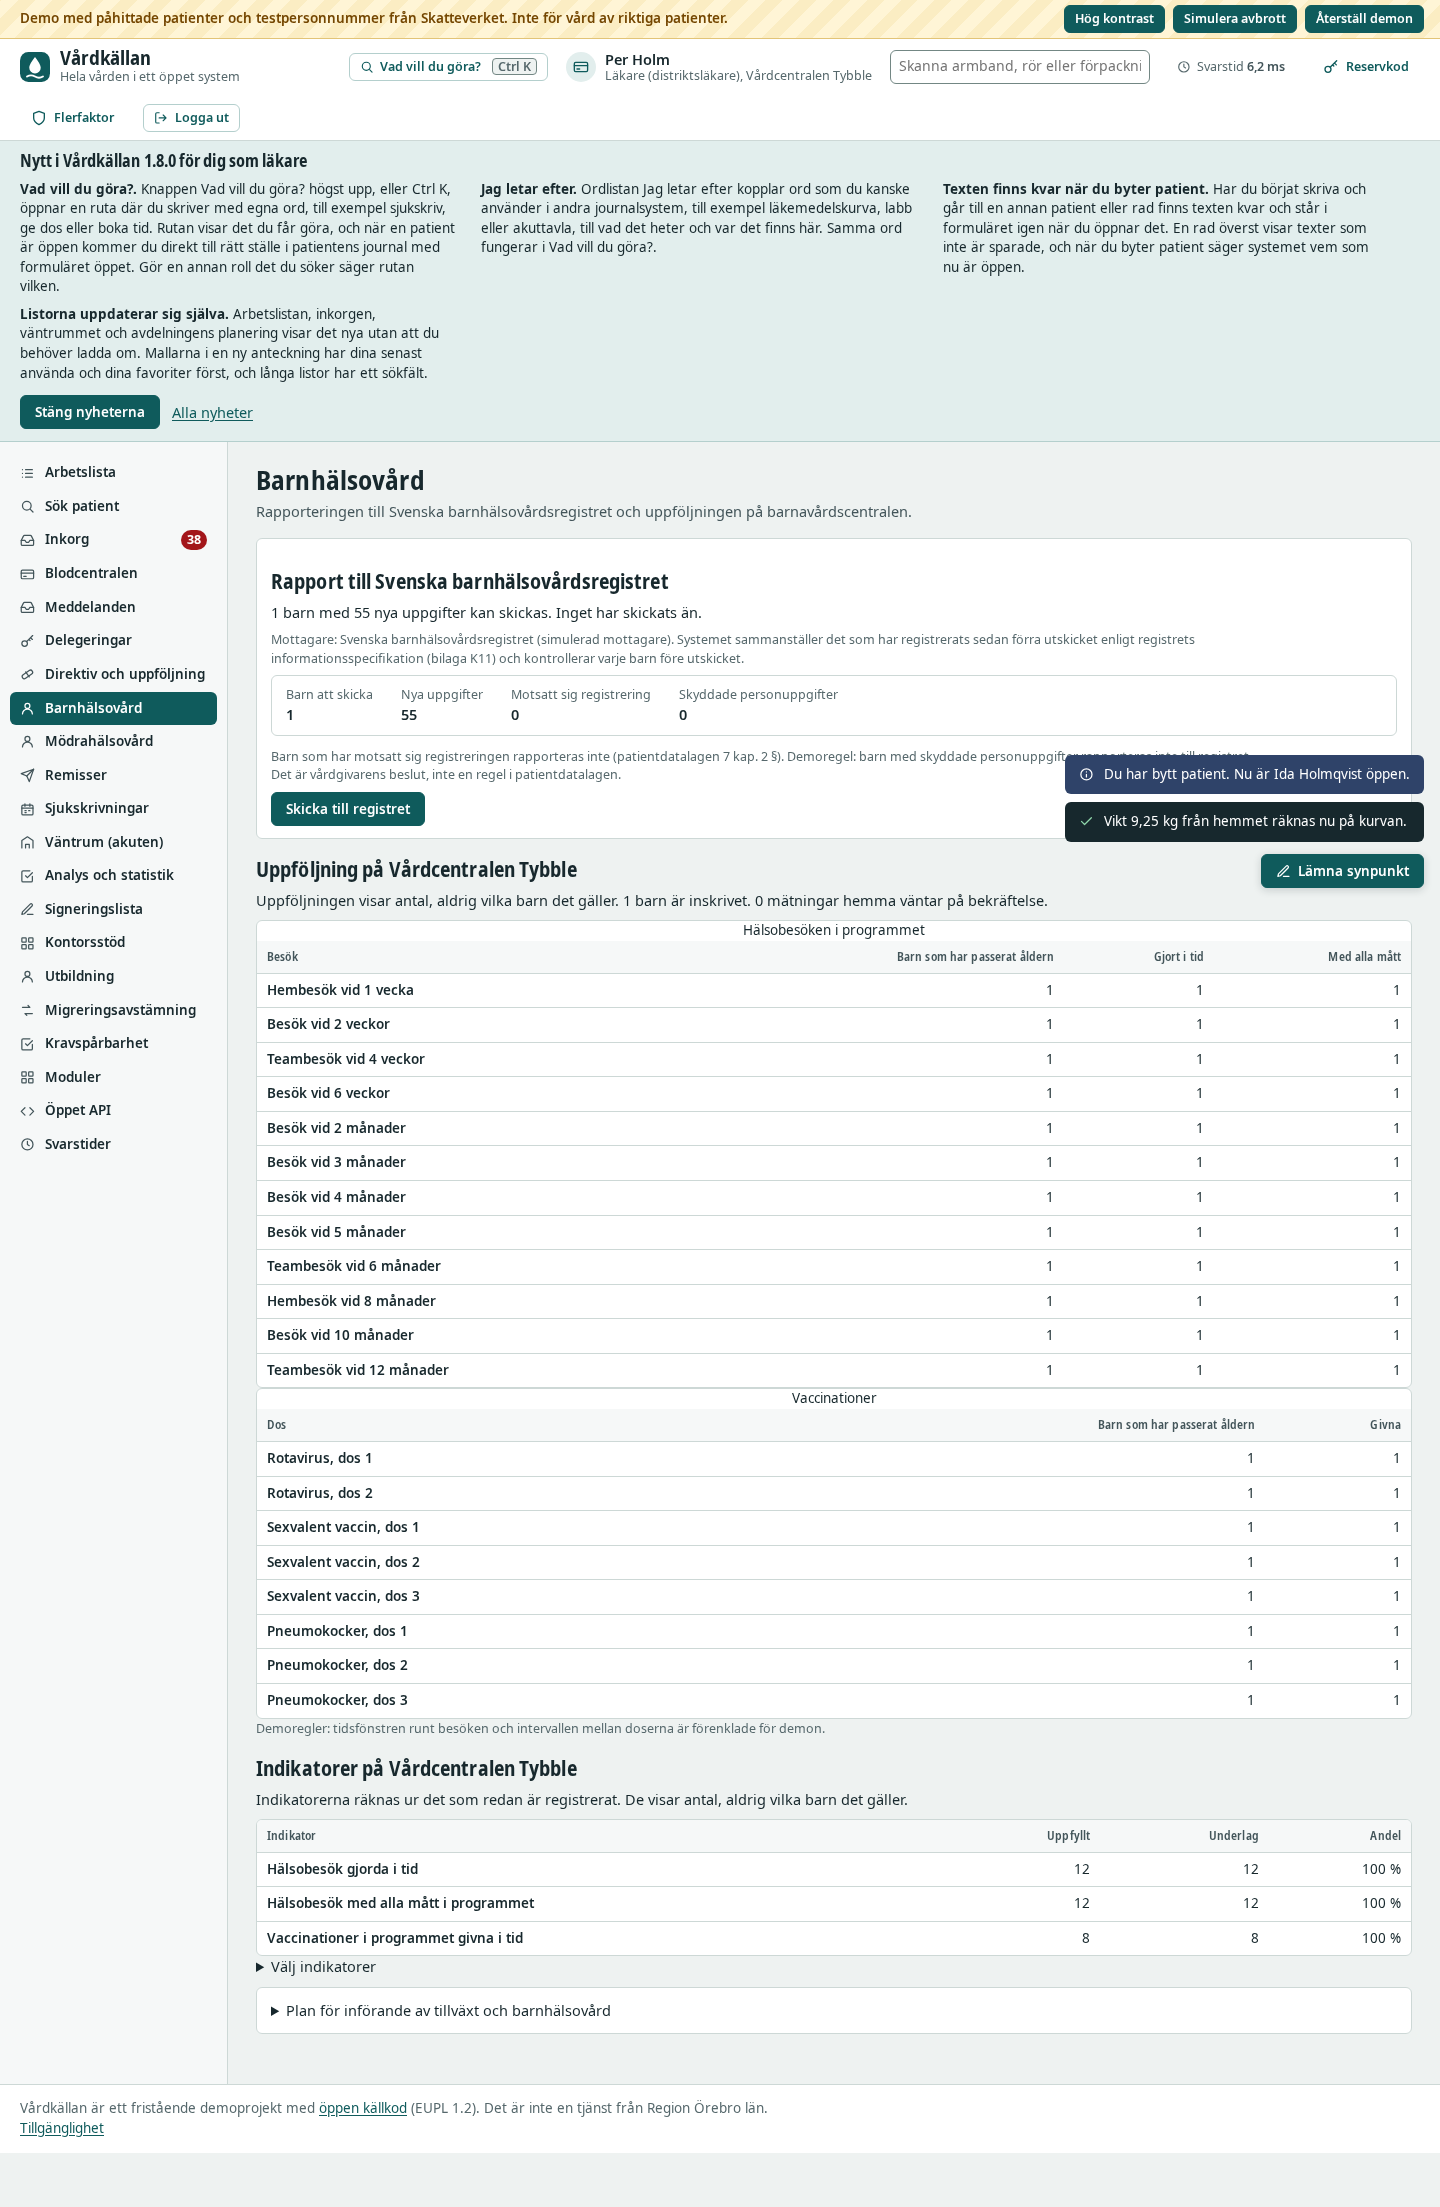 Demo med påhittade patienter och testpersonnummer från Skatteverket. Inte för vård av riktiga patienter.
Hög kontrast
Simulera avbrott
Återställ demon
Vårdkällan
Hela vården i ett öppet system
Vad vill du göra? Ctrl K
Per Holm
Läkare (distriktsläkare), Vårdcentralen Tybble
Skanna armband, rör eller förpackni
Svarstid 6,2 ms
Reservkod
Flerfaktor
Logga ut
Nytt i Vårdkällan 1.8.0 för dig som läkare
Vad vill du göra?. Knappen Vad vill du göra? högst upp, eller Ctrl K,
öppnar en ruta där du skriver med egna ord, till exempel sjukskriv,
ge dos eller boka tid. Rutan visar det du får göra, och när en patient
är öppen kommer du direkt till rätt ställe i patientens journal med
formuläret öppet. Gör en annan roll det du söker säger rutan
vilken.
Jag letar efter. Ordlistan Jag letar efter kopplar ord som du kanske
använder i andra journalsystem, till exempel läkemedelskurva, labb
eller akuttavla, till vad det heter och var det finns här. Samma ord
fungerar i Vad vill du göra?.
Texten finns kvar när du byter patient. Har du börjat skriva och
går till en annan patient eller rad finns texten kvar och står i
formuläret igen när du öppnar det. En rad överst visar texter som
inte är sparade, och när du byter patient säger systemet vem som
nu är öppen.
Listorna uppdaterar sig själva. Arbetslistan, inkorgen,
väntrummet och avdelningens planering visar det nya utan att du
behöver ladda om. Mallarna i en ny anteckning har dina senast
använda och dina favoriter först, och långa listor har ett sökfält.
Stäng nyheterna
Alla nyheter
Arbetslista
Sök patient
Inkorg 38
Blodcentralen
Meddelanden
Delegeringar
Direktiv och uppföljning
Barnhälsovård
Mödrahälsovård
Remisser
Sjukskrivningar
Väntrum (akuten)
Analys och statistik
Signeringslista
Kontorsstöd
Utbildning
Migreringsavstämning
Kravspårbarhet
Moduler
Öppet API
Svarstider
Barnhälsovård
Rapporteringen till Svenska barnhälsovårdsregistret och uppföljningen på barnavårdscentralen.
Rapport till Svenska barnhälsovårdsregistret
1 barn med 55 nya uppgifter kan skickas. Inget har skickats än.
Mottagare: Svenska barnhälsovårdsregistret (simulerad mottagare). Systemet sammanställer det som har registrerats sedan förra utskicket enligt registrets
informationsspecifikation (bilaga K11) och kontrollerar varje barn före utskicket.
Barn att skicka Nya uppgifter Motsatt sig registrering Skyddade personuppgifter
1 55 0 0
Barn som har motsatt sig registreringen rapporteras inte (patientdatalagen 7 kap. 2 §). Demoregel: barn med skyddade personuppgifter rapporteras inte till registret.
Det är vårdgivarens beslut, inte en regel i patientdatalagen.
Skicka till registret
Du har bytt patient. Nu är Ida Holmqvist öppen.
Vikt 9,25 kg från hemmet räknas nu på kurvan.
Lämna synpunkt
Uppföljning på Vårdcentralen Tybble
Uppföljningen visar antal, aldrig vilka barn det gäller. 1 barn är inskrivet. 0 mätningar hemma väntar på bekräftelse.
Hälsobesöken i programmet
Besök Barn som har passerat åldern Gjort i tid Med alla mått
Hembesök vid 1 vecka 1 1 1
Besök vid 2 veckor 1 1 1
Teambesök vid 4 veckor 1 1 1
Besök vid 6 veckor 1 1 1
Besök vid 2 månader 1 1 1
Besök vid 3 månader 1 1 1
Besök vid 4 månader 1 1 1
Besök vid 5 månader 1 1 1
Teambesök vid 6 månader 1 1 1
Hembesök vid 8 månader 1 1 1
Besök vid 10 månader 1 1 1
Teambesök vid 12 månader 1 1 1
Vaccinationer
Dos Barn som har passerat åldern Givna
Rotavirus, dos 1 1 1
Rotavirus, dos 2 1 1
Sexvalent vaccin, dos 1 1 1
Sexvalent vaccin, dos 2 1 1
Sexvalent vaccin, dos 3 1 1
Pneumokocker, dos 1 1 1
Pneumokocker, dos 2 1 1
Pneumokocker, dos 3 1 1
Demoregler: tidsfönstren runt besöken och intervallen mellan doserna är förenklade för demon.
Indikatorer på Vårdcentralen Tybble
Indikatorerna räknas ur det som redan är registrerat. De visar antal, aldrig vilka barn det gäller.
Indikator Uppfyllt Underlag Andel
Hälsobesök gjorda i tid 12 12 100 %
Hälsobesök med alla mått i programmet 12 12 100 %
Vaccinationer i programmet givna i tid 8 8 100 %
Välj indikatorer
Plan för införande av tillväxt och barnhälsovård
Vårdkällan är ett fristående demoprojekt med öppen källkod (EUPL 1.2). Det är inte en tjänst från Region Örebro län.
Tillgänglighet